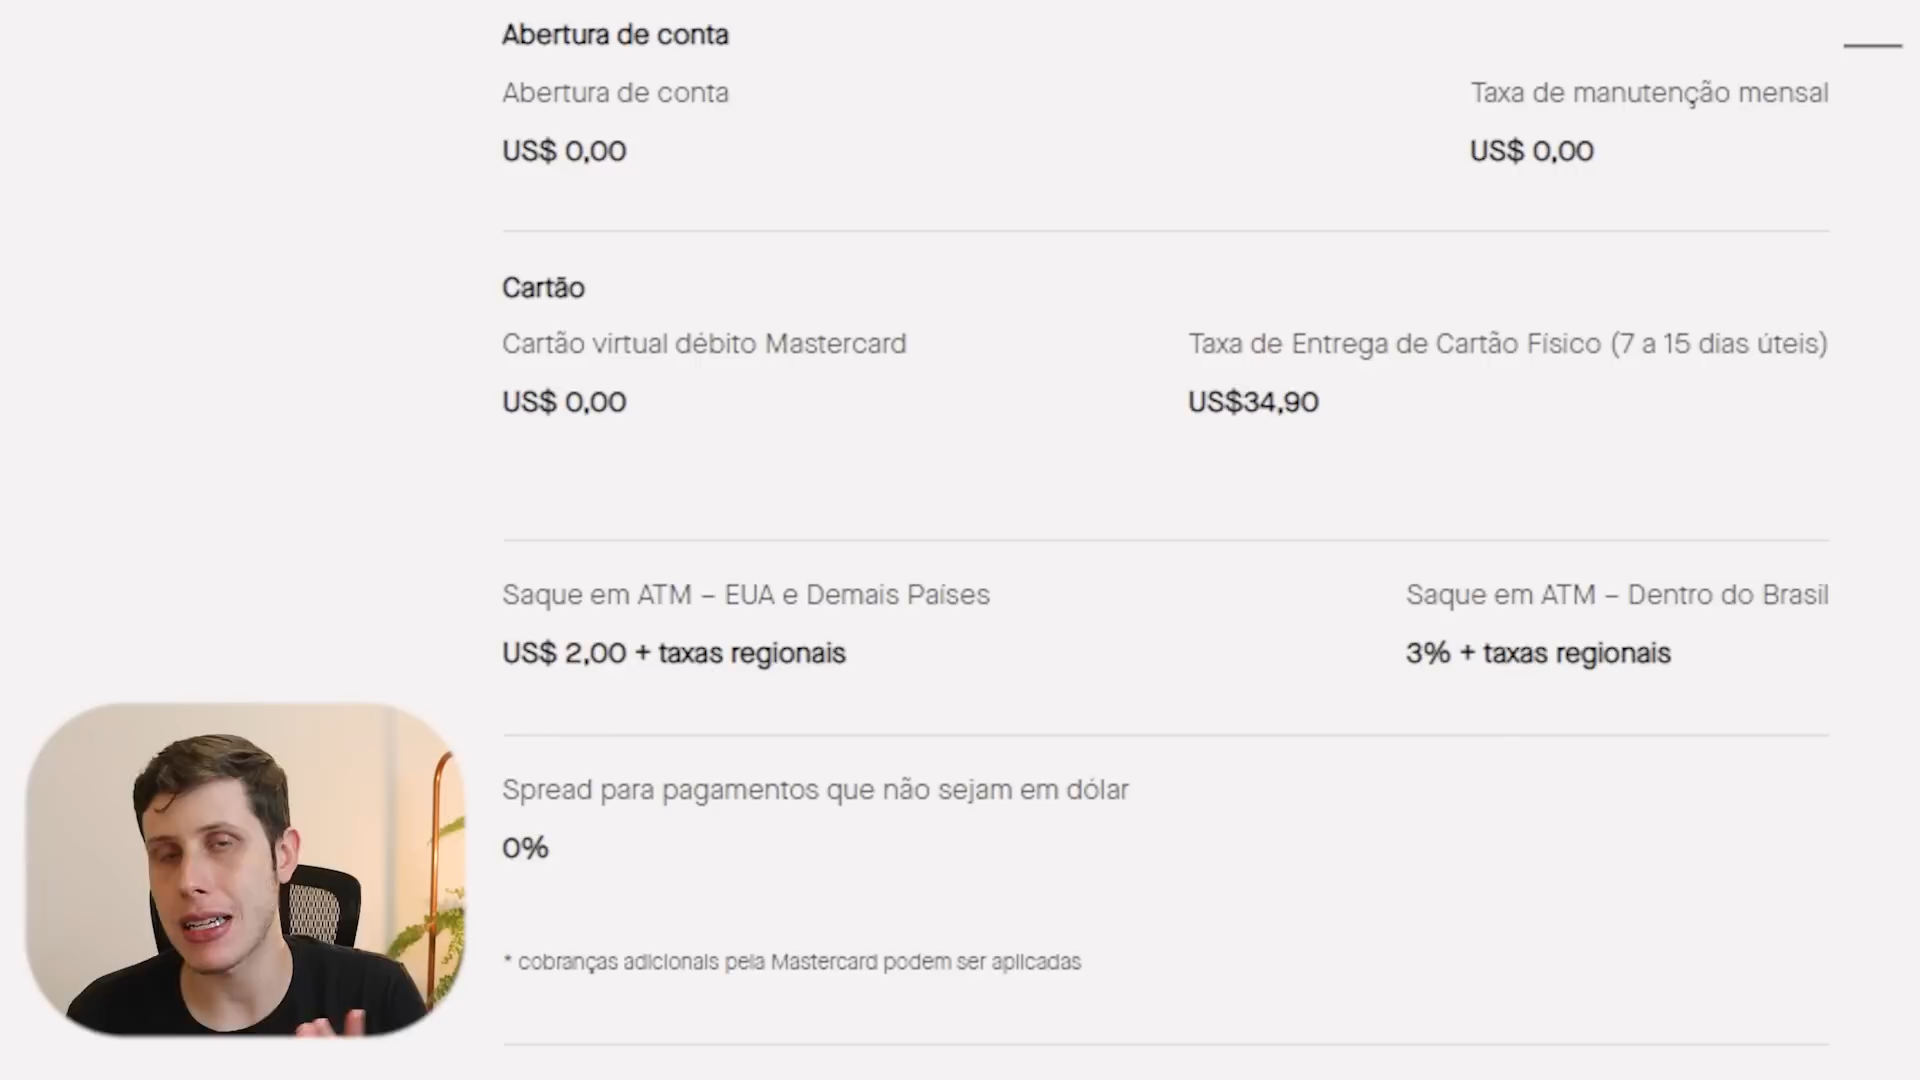 Abertura de conta
Abertura de conta
Taxa de manutenção mensal
US$ 0,00
US$ 0,00
Cartão
Cartão virtual débito Mastercard
Taxa de Entrega de Cartão Físico (7 a 15 dias úteis)
US$ 0,00
US$34,90
Saque em ATM – EUA e Demais Países
Saque em ATM – Dentro do Brasil
US$ 2,00 + taxas regionais
3% + taxas regionais
Spread para pagamentos que não sejam em dólar
0%
* cobranças adicionais pela Mastercard podem ser aplicadas